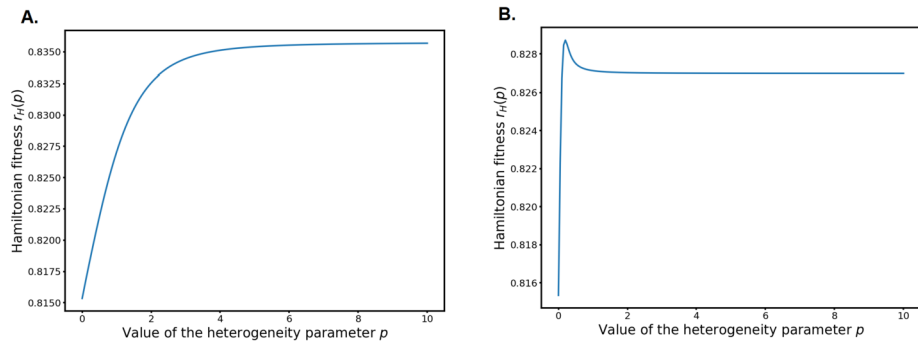 A.
Hamiltonian fitness r_H(p)
0.8350
0.8325
0.8300
0.8275
0.8250
0.8225
0.8200
0.8175
0.8150
0 2 4 6 8 10
Value of the heterogeneity parameter p
B.
Hamiltonian fitness r_H(p)
0.828
0.826
0.824
0.822
0.820
0.818
0.816
0 2 4 6 8 10
Value of the heterogeneity parameter p